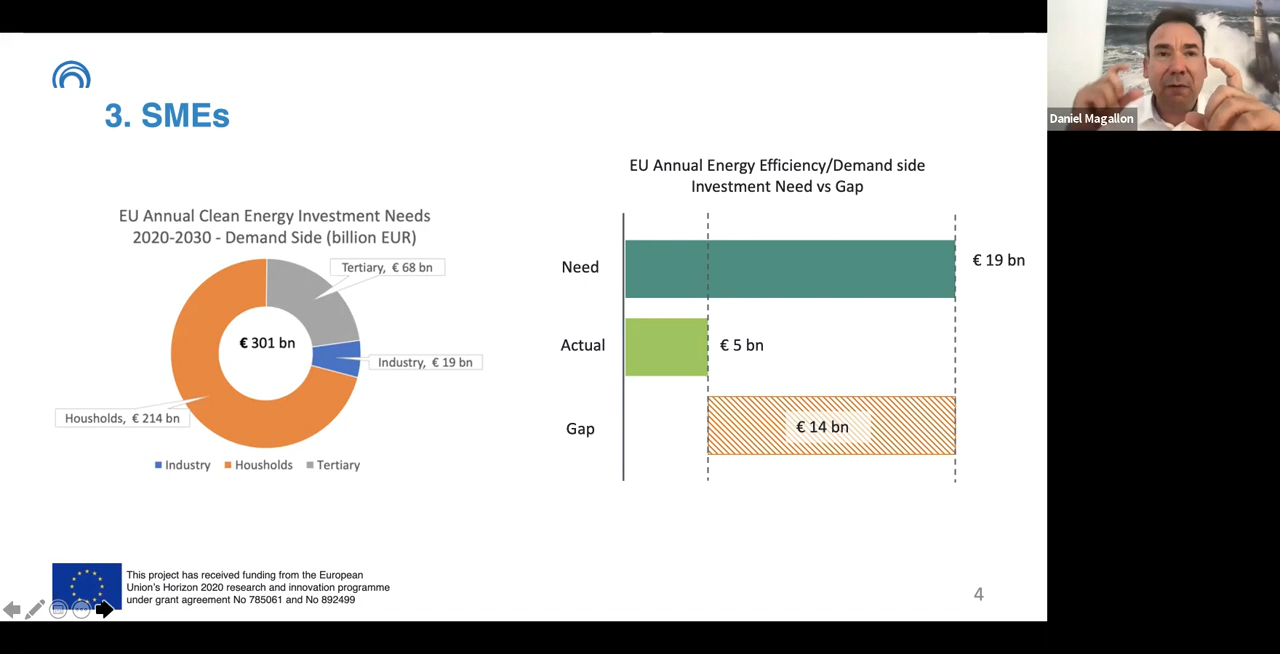 3. SMEs
EU Annual Clean Energy Investment Needs
2020-2030 - Demand Side (billion EUR)
Tertiary, € 68 bn
€ 301 bn
Industry, € 19 bn
Housholds, € 214 bn
Industry Housholds Tertiary
EU Annual Energy Efficiency/Demand side
Investment Need vs Gap
Need
€ 19 bn
Actual
€ 5 bn
Gap
€ 14 bn
This project has received funding from the European
Union's Horizon 2020 research and innovation programme
under grant agreement No 785061 and No 892499
4
Daniel Magallon